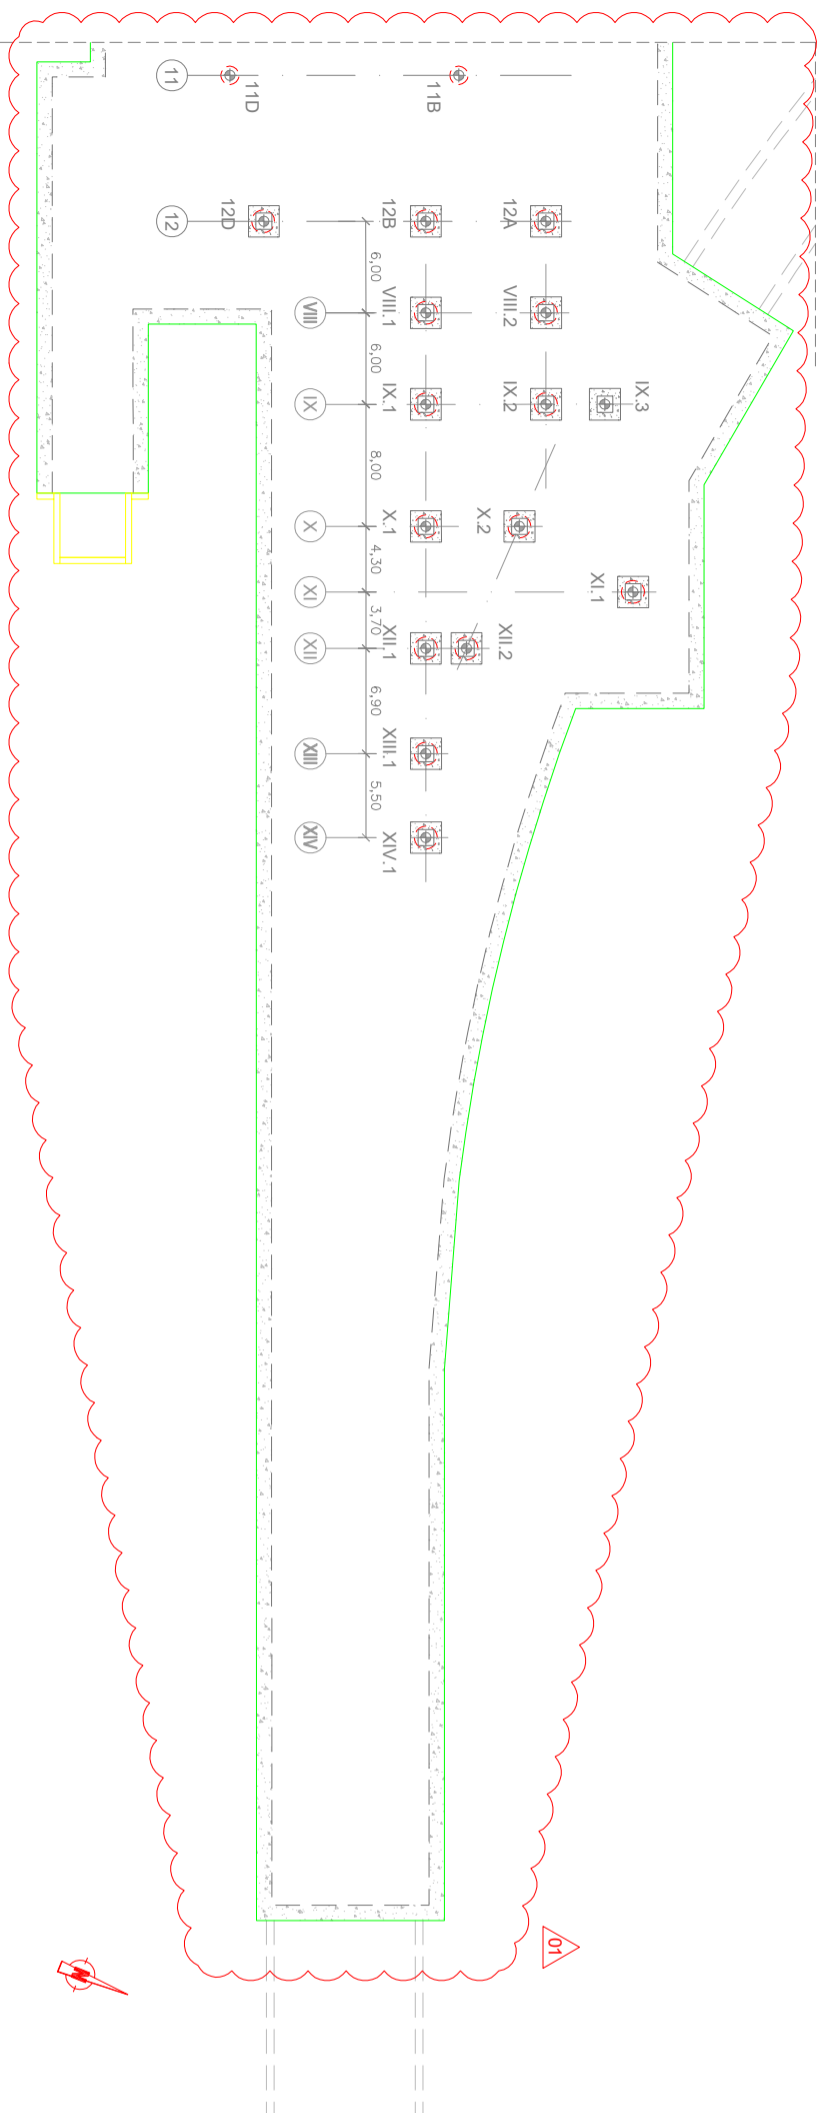 11
11D
11B
12
12D
12B
12A
6,00
VIII
VIII.1
VIII.2
6,00
IX
IX.1
IX.2
IX.3
8,00
X
X.1
X.2
4,30
XI
XI.1
3,70
XII
XII.1
XII.2
6,90
XIII
XIII.1
5,50
XIV
XIV.1
01
N